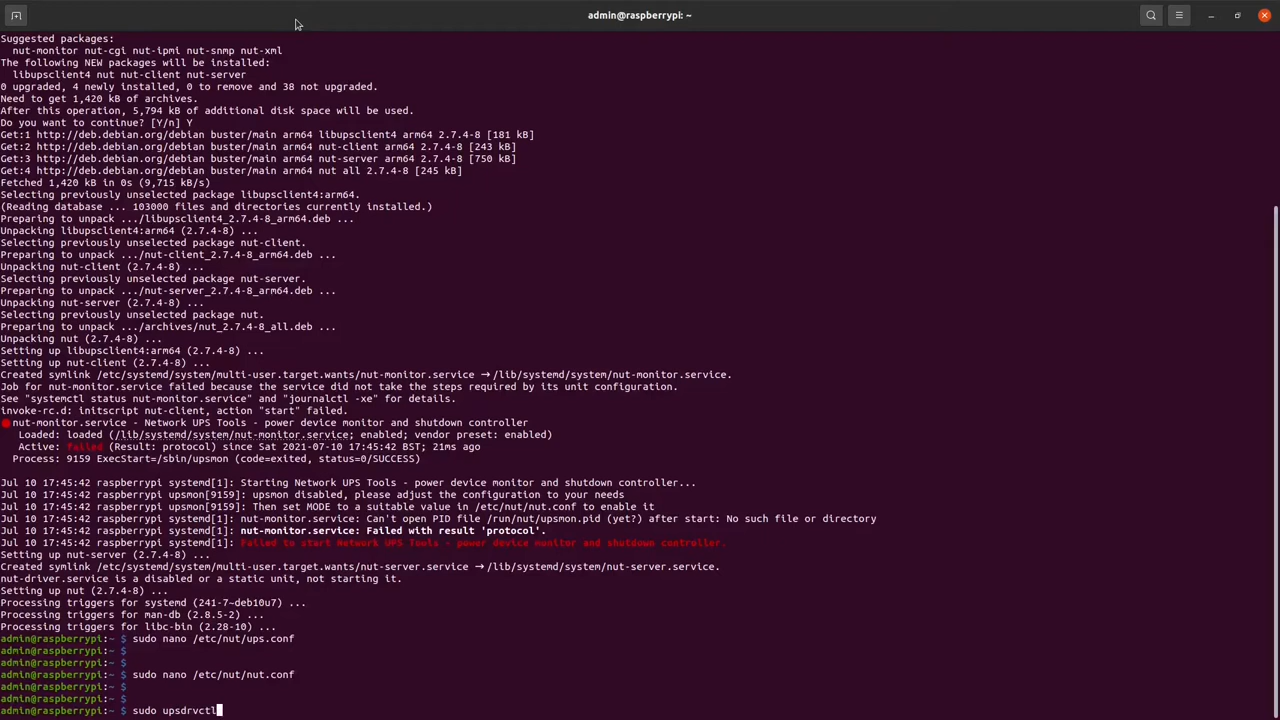 admin@raspberrypi: ~
Suggested packages:
  nut-monitor nut-cgi nut-ipmi nut-snmp nut-xml
The following NEW packages will be installed:
  libupsclient4 nut nut-client nut-server
0 upgraded, 4 newly installed, 0 to remove and 38 not upgraded.
Need to get 1,420 kB of archives.
After this operation, 5,794 kB of additional disk space will be used.
Do you want to continue? [Y/n] Y
Get:1 http://deb.debian.org/debian buster/main arm64 libupsclient4 arm64 2.7.4-8 [181 kB]
Get:2 http://deb.debian.org/debian buster/main arm64 nut-client arm64 2.7.4-8 [243 kB]
Get:3 http://deb.debian.org/debian buster/main arm64 nut-server arm64 2.7.4-8 [750 kB]
Get:4 http://deb.debian.org/debian buster/main arm64 nut all 2.7.4-8 [245 kB]
Fetched 1,420 kB in 0s (9,715 kB/s)
Selecting previously unselected package libupsclient4:arm64.
(Reading database ... 103000 files and directories currently installed.)
Preparing to unpack .../libupsclient4_2.7.4-8_arm64.deb ...
Unpacking libupsclient4:arm64 (2.7.4-8) ...
Selecting previously unselected package nut-client.
Preparing to unpack .../nut-client_2.7.4-8_arm64.deb ...
Unpacking nut-client (2.7.4-8) ...
Selecting previously unselected package nut-server.
Preparing to unpack .../nut-server_2.7.4-8_arm64.deb ...
Unpacking nut-server (2.7.4-8) ...
Selecting previously unselected package nut.
Preparing to unpack .../archives/nut_2.7.4-8_all.deb ...
Unpacking nut (2.7.4-8) ...
Setting up libupsclient4:arm64 (2.7.4-8) ...
Setting up nut-client (2.7.4-8) ...
Created symlink /etc/systemd/system/multi-user.target.wants/nut-monitor.service → /lib/systemd/system/nut-monitor.service.
Job for nut-monitor.service failed because the service did not take the steps required by its unit configuration.
See "systemctl status nut-monitor.service" and "journalctl -xe" for details.
invoke-rc.d: initscript nut-client, action "start" failed.
● nut-monitor.service - Network UPS Tools - power device monitor and shutdown controller
   Loaded: loaded (/lib/systemd/system/nut-monitor.service; enabled; vendor preset: enabled)
   Active: failed (Result: protocol) since Sat 2021-07-10 17:45:42 BST; 21ms ago
  Process: 9159 ExecStart=/sbin/upsmon (code=exited, status=0/SUCCESS)
Jul 10 17:45:42 raspberrypi systemd[1]: Starting Network UPS Tools - power device monitor and shutdown controller...
Jul 10 17:45:42 raspberrypi upsmon[9159]: upsmon disabled, please adjust the configuration to your needs
Jul 10 17:45:42 raspberrypi upsmon[9159]: Then set MODE to a suitable value in /etc/nut/nut.conf to enable it
Jul 10 17:45:42 raspberrypi systemd[1]: nut-monitor.service: Can't open PID file /run/nut/upsmon.pid (yet?) after start: No such file or directory
Jul 10 17:45:42 raspberrypi systemd[1]: nut-monitor.service: Failed with result 'protocol'.
Jul 10 17:45:42 raspberrypi systemd[1]: Failed to start Network UPS Tools - power device monitor and shutdown controller.
Setting up nut-server (2.7.4-8) ...
Created symlink /etc/systemd/system/multi-user.target.wants/nut-server.service → /lib/systemd/system/nut-server.service.
nut-driver.service is a disabled or a static unit, not starting it.
Setting up nut (2.7.4-8) ...
Processing triggers for systemd (241-7~deb10u7) ...
Processing triggers for man-db (2.8.5-2) ...
Processing triggers for libc-bin (2.28-10) ...
admin@raspberrypi:~ $ sudo nano /etc/nut/ups.conf
admin@raspberrypi:~ $
admin@raspberrypi:~ $
admin@raspberrypi:~ $ sudo nano /etc/nut/nut.conf
admin@raspberrypi:~ $
admin@raspberrypi:~ $
admin@raspberrypi:~ $ sudo upsdrvctl